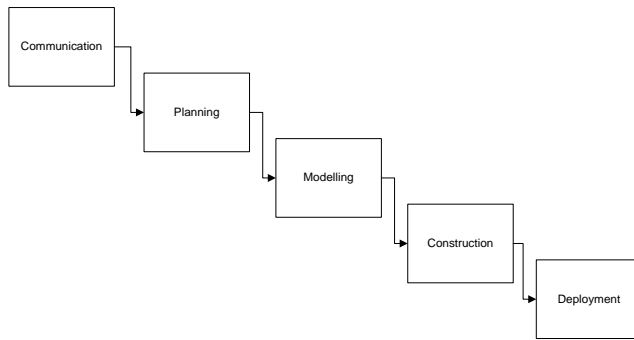 Communication
Planning
Modelling
Construction
Deployment